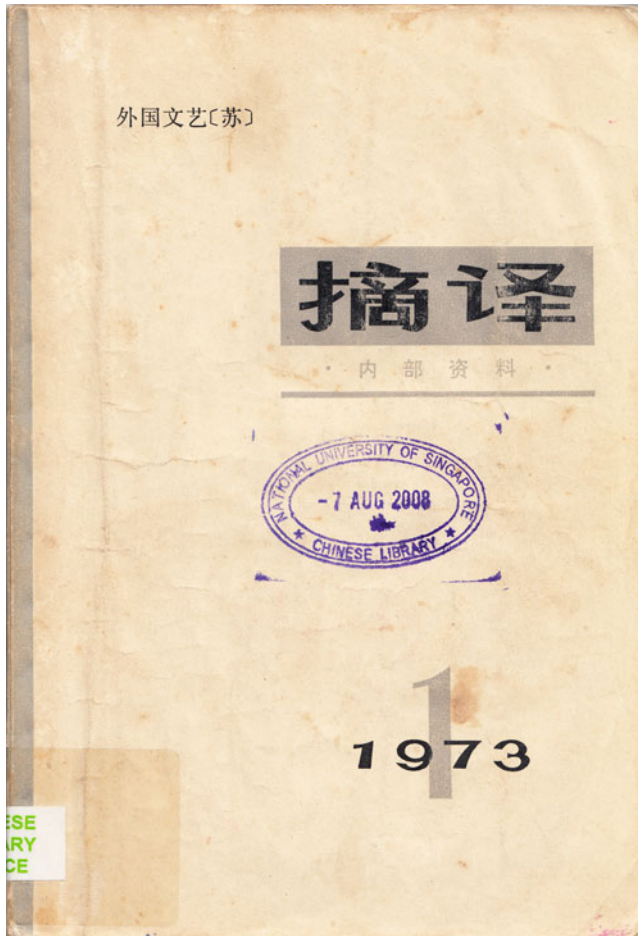 外国文艺〔苏〕
摘译
·内部资料·
NATIONAL UNIVERSITY OF SINGAPORE
-7 AUG 2008
★ CHINESE LIBRARY ★
1
1973
ESE
ARY
CE